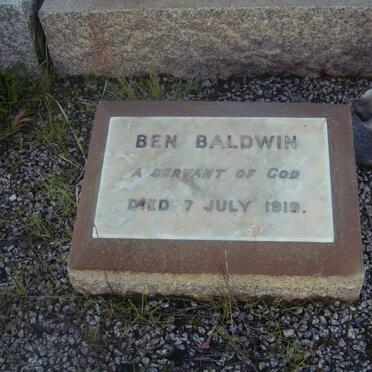 BEN BALDWIN
A SERVANT OF GOD
DIED 7 JULY 1919.